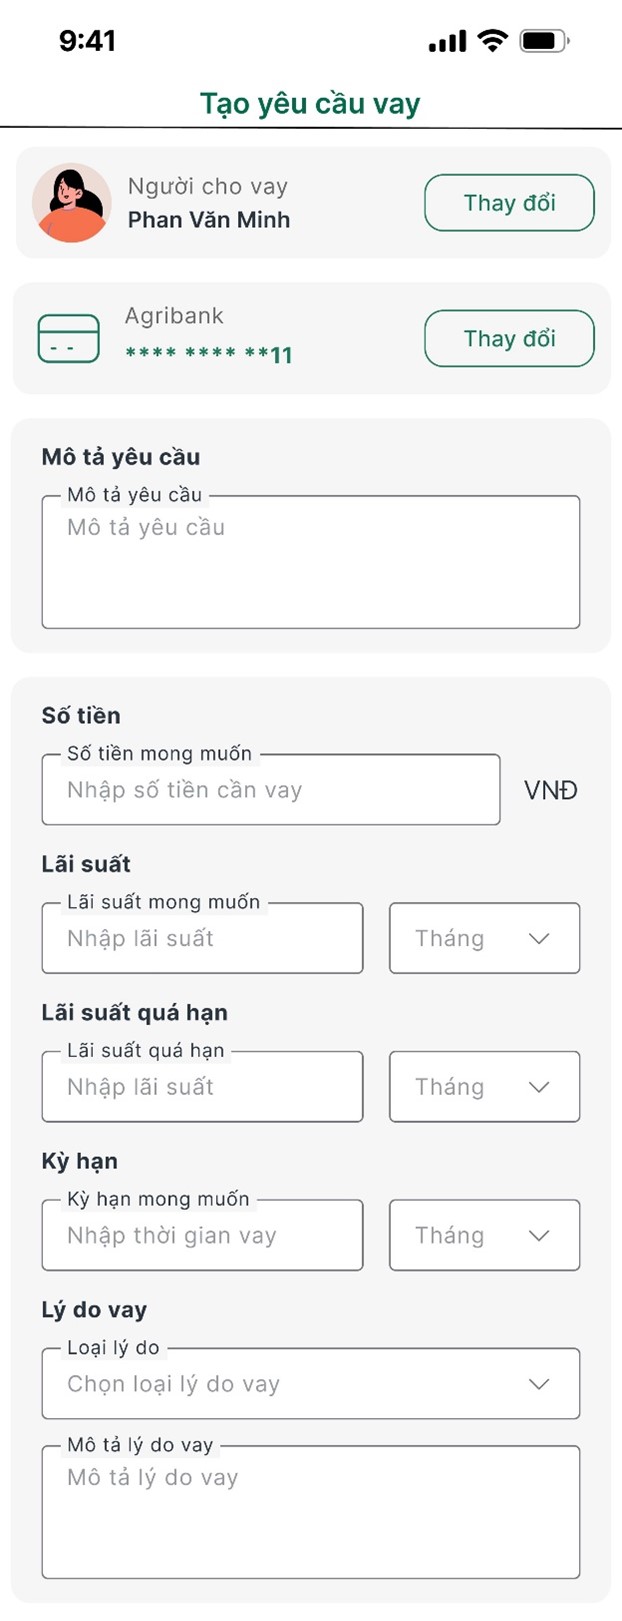 9:41
Tạo yêu cầu vay
Người cho vay
Phan Văn Minh
Thay đổi
Agribank
**** **** **11
Thay đổi
Mô tả yêu cầu
Mô tả yêu cầu
Mô tả yêu cầu
Số tiền
Số tiền mong muốn
Nhập số tiền cần vay
VNĐ
Lãi suất
Lãi suất mong muốn
Nhập lãi suất
Tháng
Lãi suất quá hạn
Lãi suất quá hạn
Nhập lãi suất
Tháng
Kỳ hạn
Kỳ hạn mong muốn
Nhập thời gian vay
Tháng
Lý do vay
Loại lý do
Chọn loại lý do vay
Mô tả lý do vay
Mô tả lý do vay